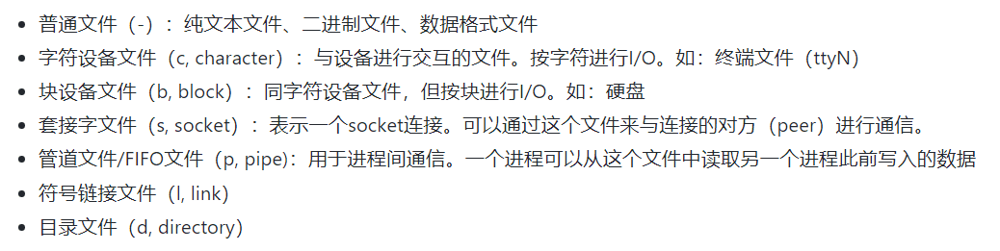 普通文件（-）：纯文本文件、二进制文件、数据格式文件
字符设备文件（c, character）：与设备进行交互的文件。按字符进行I/O。如：终端文件（ttyN）
块设备文件（b, block）：同字符设备文件，但按块进行I/O。如：硬盘
套接字文件（s, socket）：表示一个socket连接。可以通过这个文件来与连接的对方（peer）进行通信。
管道文件/FIFO文件（p, pipe)：用于进程间通信。一个进程可以从这个文件中读取另一个进程此前写入的数据
符号链接文件（l, link）
目录文件（d, directory）